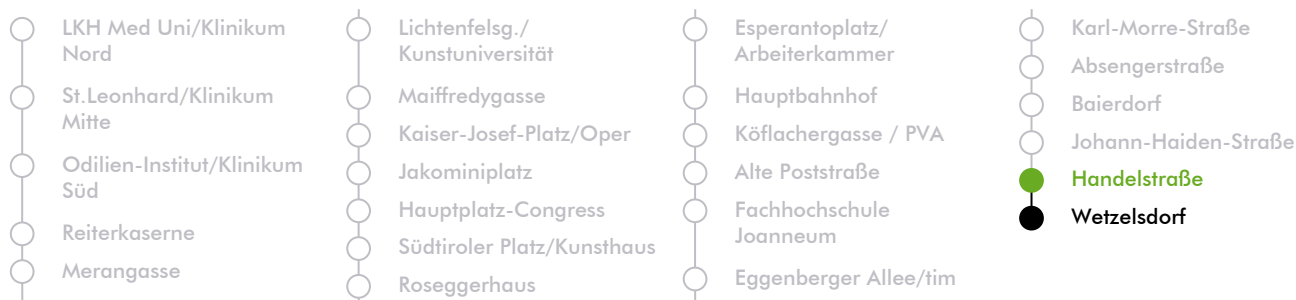 LKH Med Uni/Klinikum
Nord
St.Leonhard/Klinikum
Mitte
Odilien-Institut/Klinikum
Süd
Reiterkaserne
Merangasse
Lichtenfelsg./
Kunstuniversität
Maiffredygasse
Kaiser-Josef-Platz/Oper
Jakominiplatz
Hauptplatz-Congress
Südtiroler Platz/Kunsthaus
Roseggerhaus
Esperantoplatz/
Arbeiterkammer
Hauptbahnhof
Köflachergasse / PVA
Alte Poststraße
Fachhochschule
Joanneum
Eggenberger Allee/tim
Karl-Morre-Straße
Absengerstraße
Baierdorf
Johann-Haiden-Straße
Handelstraße
Wetzelsdorf